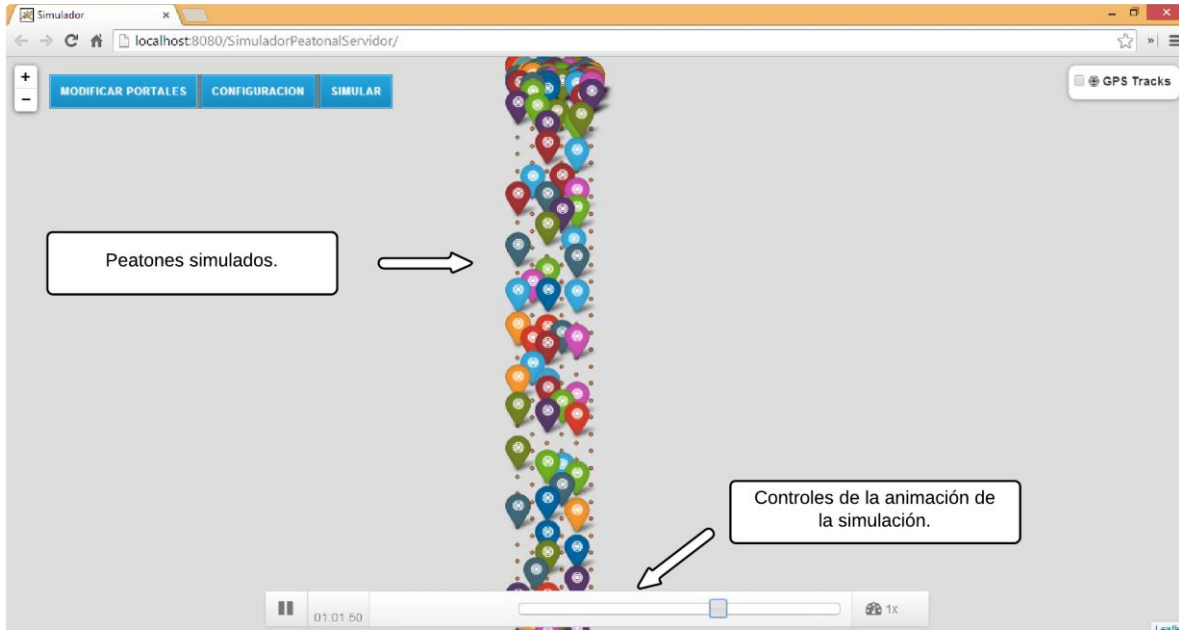 Simulador
localhost:8080/SimuladorPeatonalServidor/
+
MODIFICAR PORTALES CONFIGURACION SIMULAR
GPS Tracks
−
Peatones simulados.
Controles de la animación de
la simulación.
01:01:50
1x